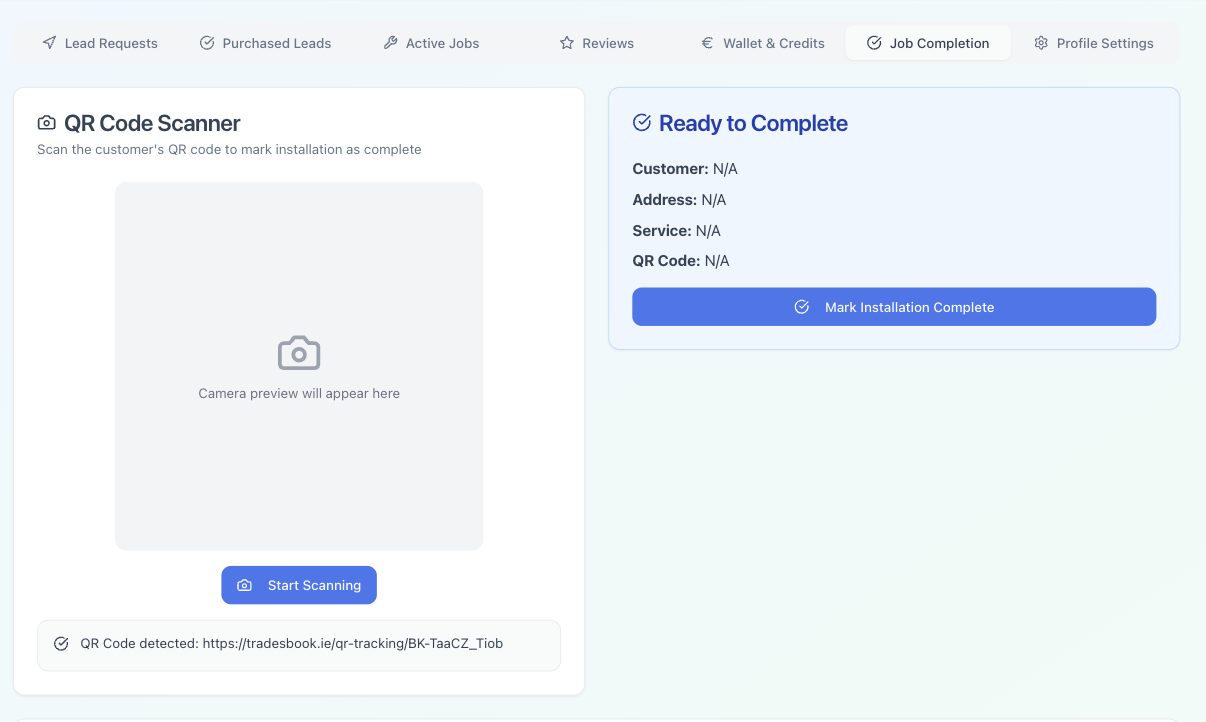 Lead Requests
Purchased Leads
Active Jobs
Reviews
Wallet & Credits
Job Completion
Profile Settings
QR Code Scanner
Scan the customer's QR code to mark installation as complete
Camera preview will appear here
Start Scanning
QR Code detected: https://tradesbook.ie/qr-tracking/BK-TaaCZ_Tiob
Ready to Complete
Customer: N/A
Address: N/A
Service: N/A
QR Code: N/A
Mark Installation Complete